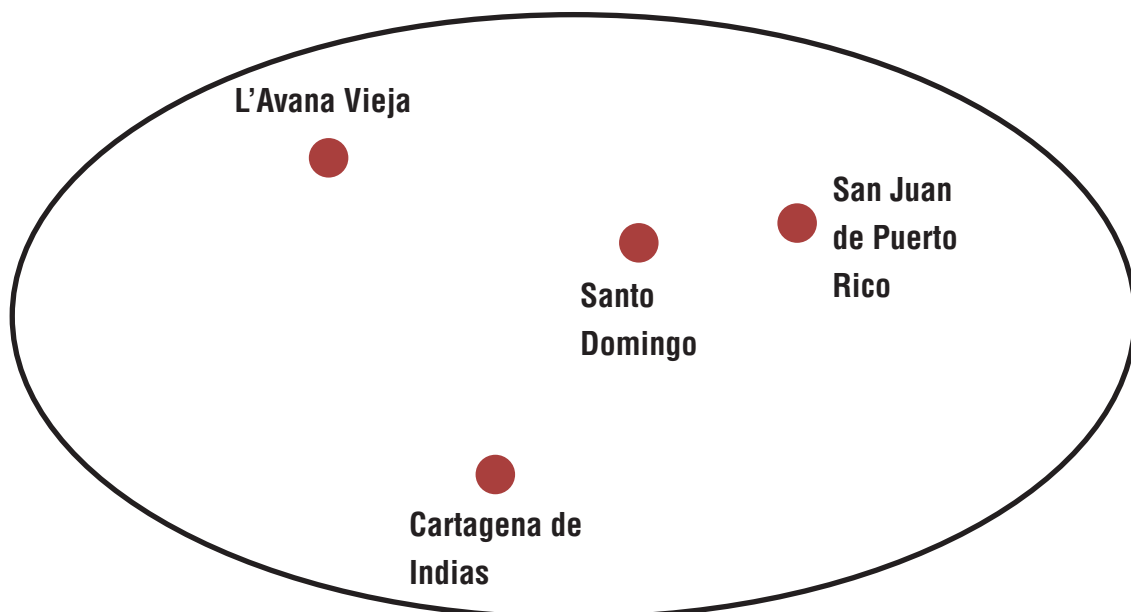 L’Avana Vieja
San Juan
de Puerto
Rico
Santo
Domingo
Cartagena de
Indias